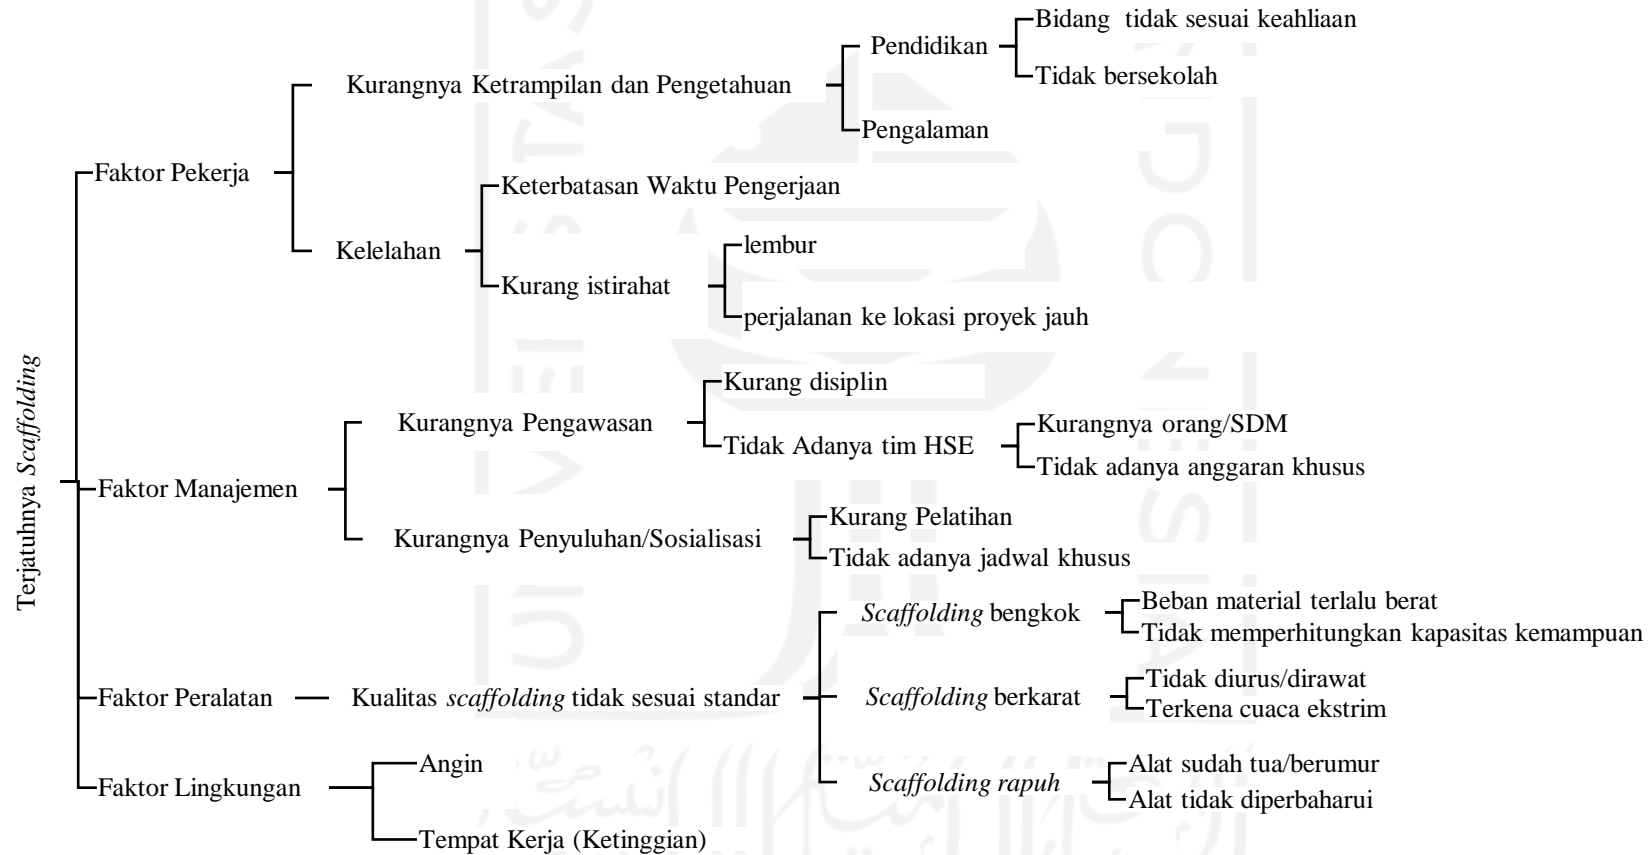 Terjatuhnya Scaffolding
Faktor Pekerja
Kurangnya Ketrampilan dan Pengetahuan
Pendidikan
Bidang tidak sesuai keahliaan
Tidak bersekolah
Pengalaman
Kelelahan
Keterbatasan Waktu Pengerjaan
Kurang istirahat
lembur
perjalanan ke lokasi proyek jauh
Faktor Manajemen
Kurangnya Pengawasan
Kurang disiplin
Tidak Adanya tim HSE
Kurangnya orang/SDM
Tidak adanya anggaran khusus
Kurangnya Penyuluhan/Sosialisasi
Kurang Pelatihan
Tidak adanya jadwal khusus
Faktor Peralatan
Kualitas scaffolding tidak sesuai standar
Scaffolding bengkok
Beban material terlalu berat
Tidak memperhitungkan kapasitas kemampuan
Scaffolding berkarat
Tidak diurus/dirawat
Terkena cuaca ekstrim
Scaffolding rapuh
Alat sudah tua/berumur
Alat tidak diperbaharui
Faktor Lingkungan
Angin
Tempat Kerja (Ketinggian)